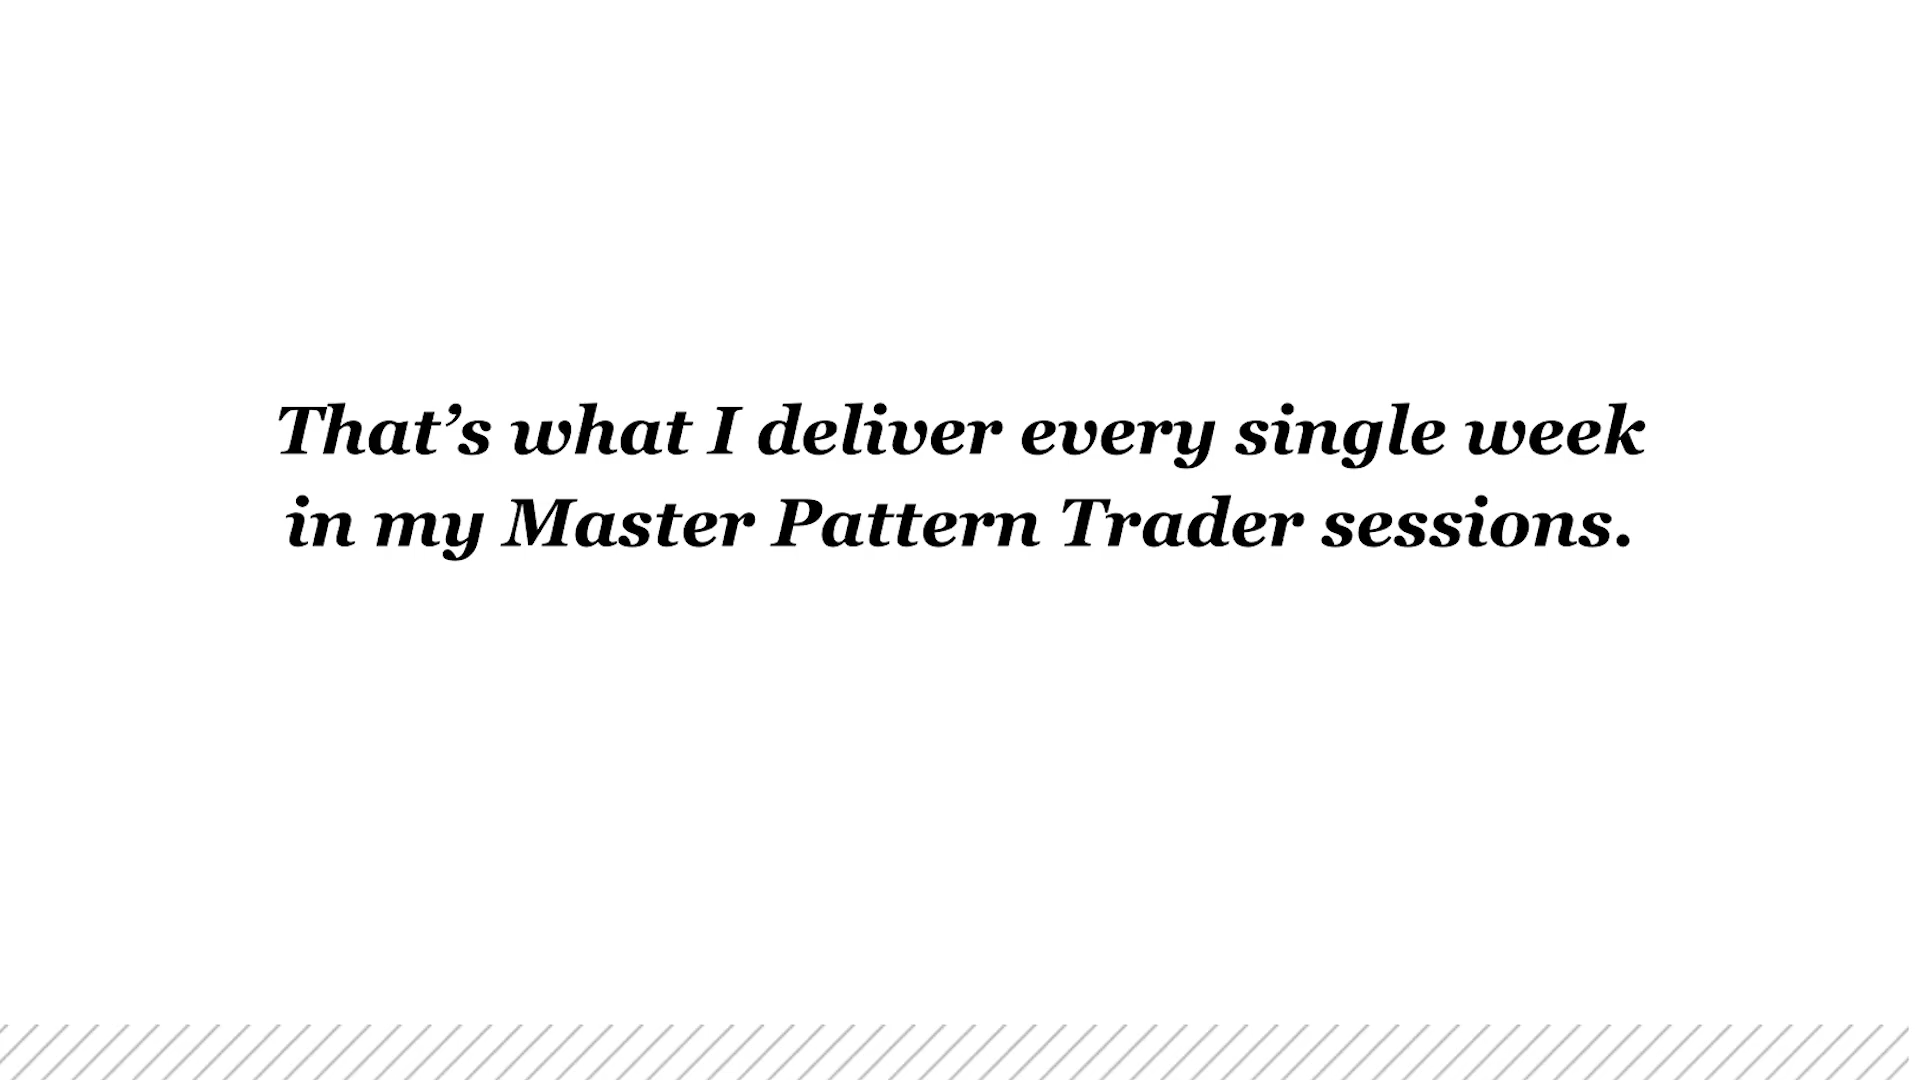 That’s what I deliver every single week
in my Master Pattern Trader sessions.